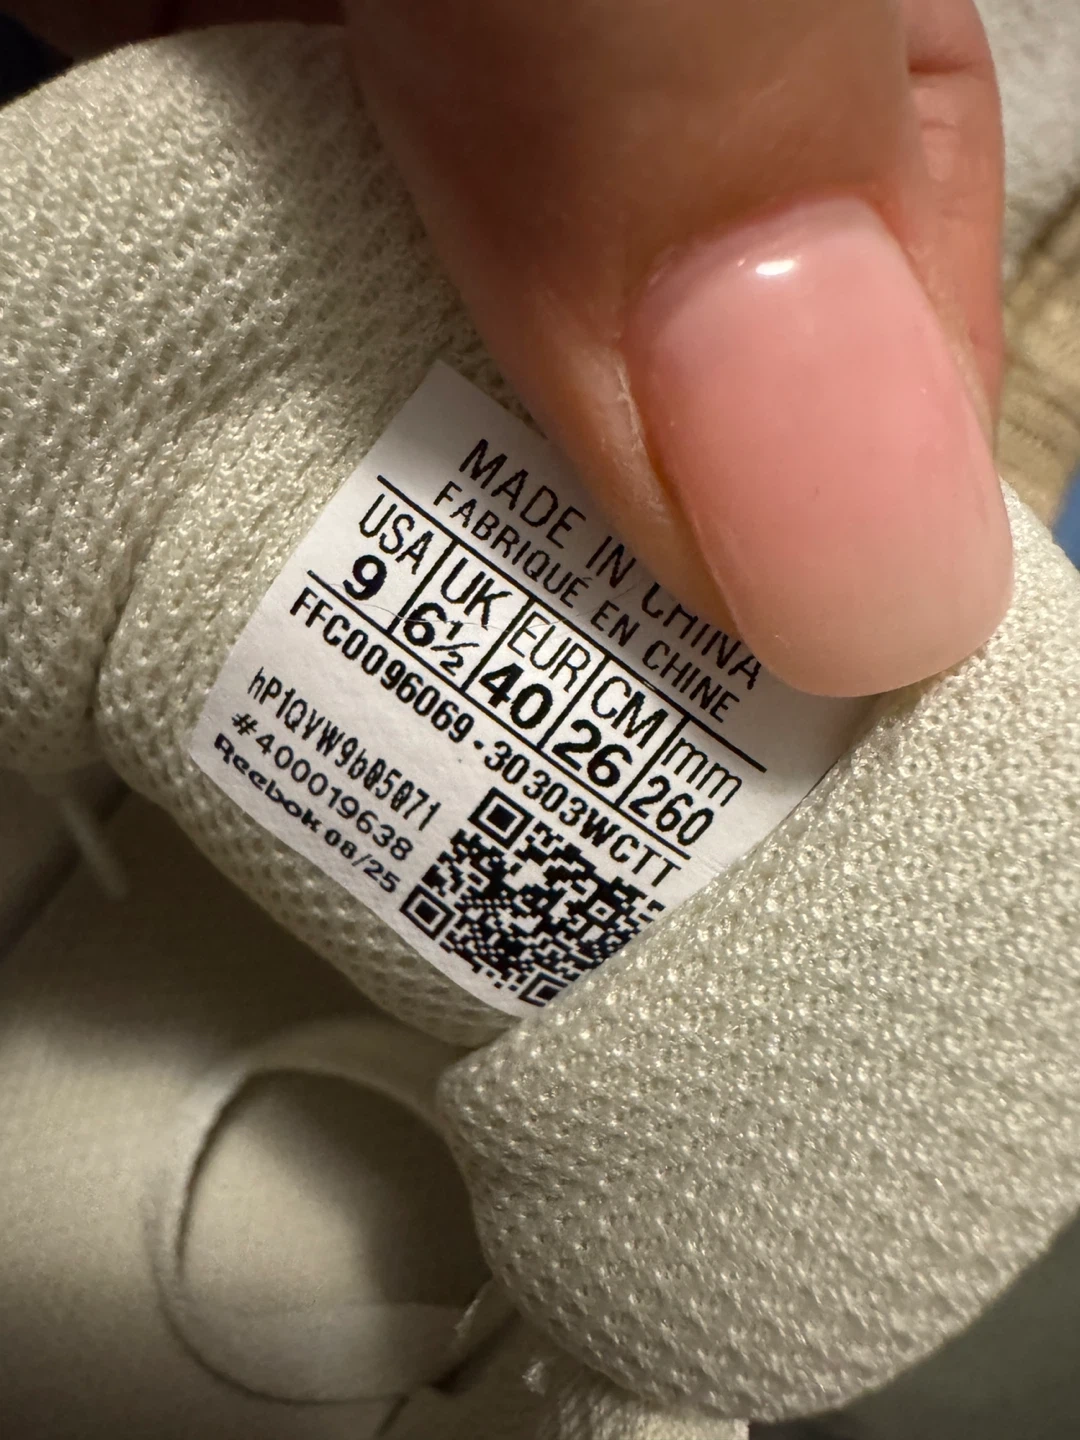 MADE IN CHINA
FABRIQUÉ EN CHINE
USA UK EUR CM mm
9 6½ 40 26 260
FFC0096069-30303WCTT
hP1QVW9b05071
#400019638
Reebok 08/25